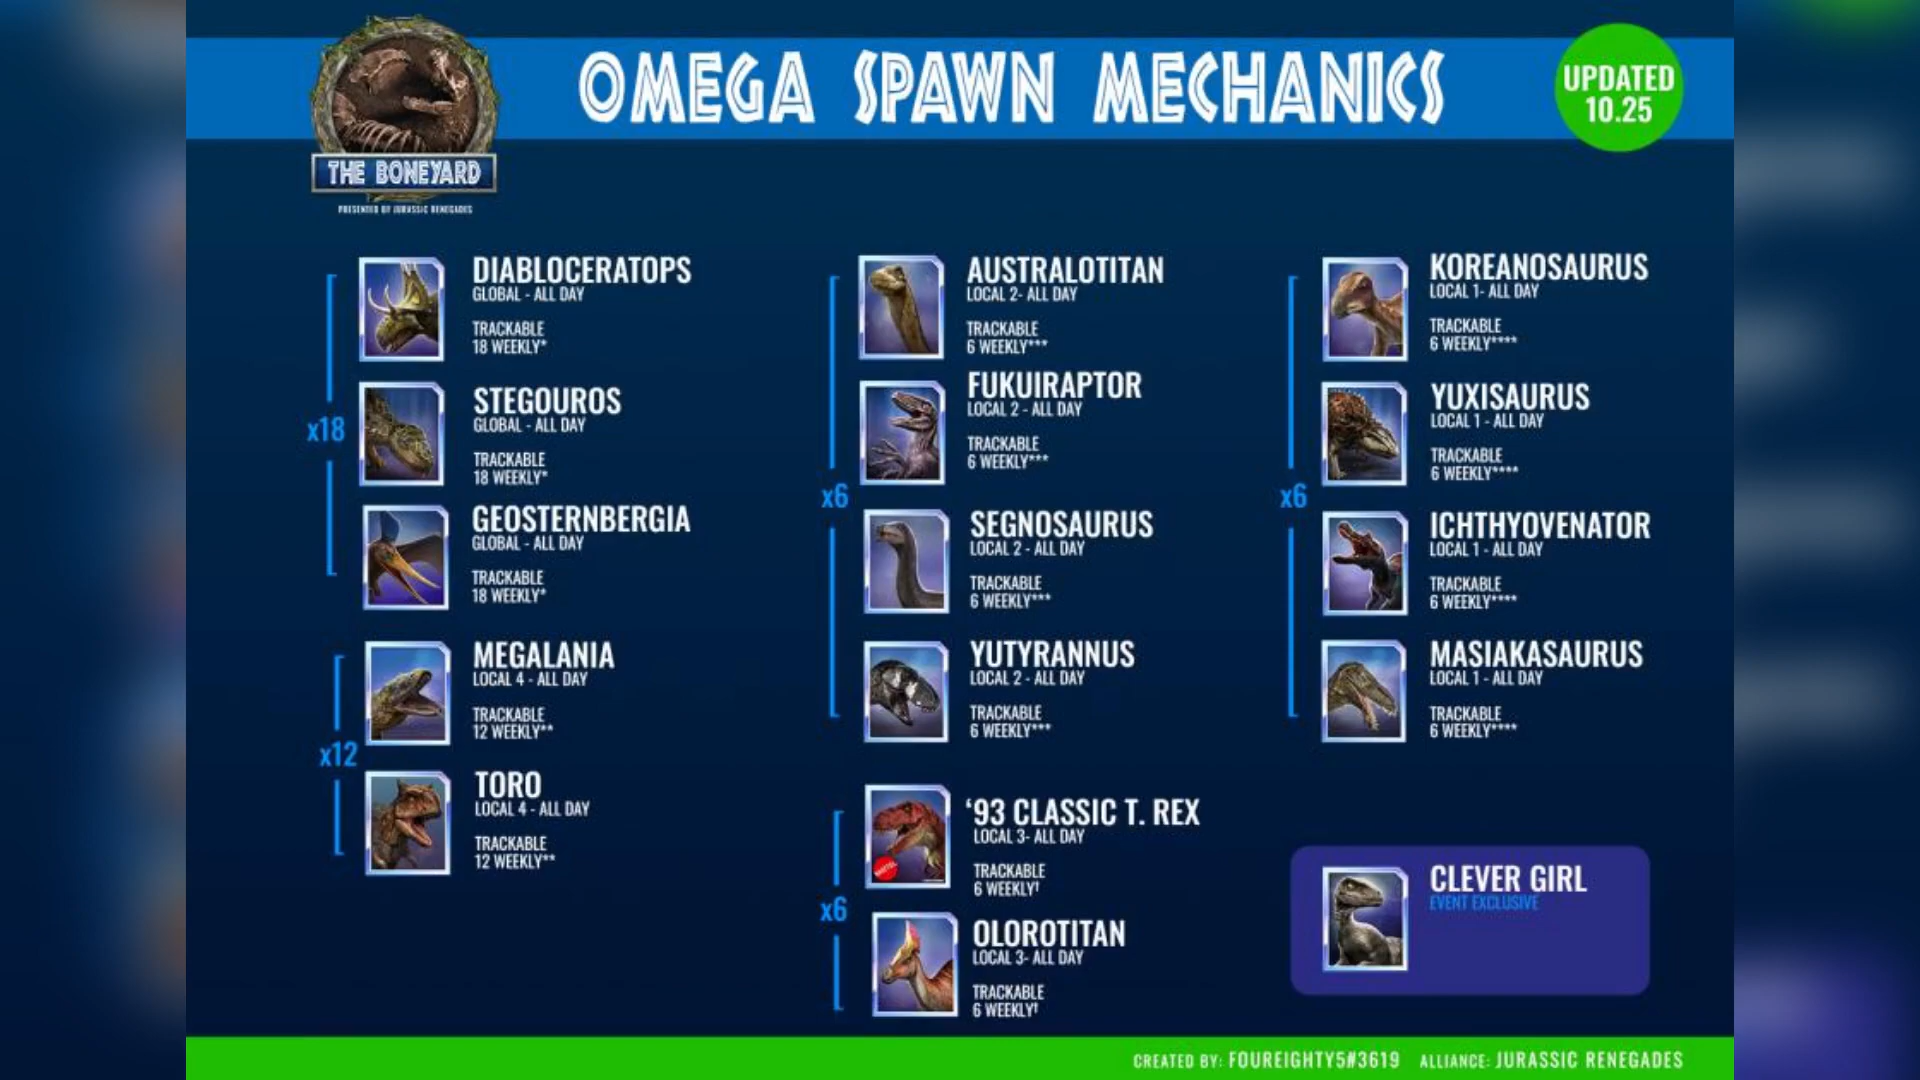 OMEGA SPAWN MECHANICS
UPDATED
10.25
THE BONEYARD
PRESENTED BY JURASSIC RENEGADES
x18
DIABLOCERATOPS
GLOBAL - ALL DAY
TRACKABLE
18 WEEKLY*
STEGOUROS
GLOBAL - ALL DAY
TRACKABLE
18 WEEKLY*
GEOSTERNBERGIA
GLOBAL - ALL DAY
TRACKABLE
18 WEEKLY*
x12
MEGALANIA
LOCAL 4 - ALL DAY
TRACKABLE
12 WEEKLY**
TORO
LOCAL 4 - ALL DAY
TRACKABLE
12 WEEKLY**
x6
AUSTRALOTITAN
LOCAL 2- ALL DAY
TRACKABLE
6 WEEKLY***
FUKUIRAPTOR
LOCAL 2 - ALL DAY
TRACKABLE
6 WEEKLY***
SEGNOSAURUS
LOCAL 2 - ALL DAY
TRACKABLE
6 WEEKLY***
YUTYRANNUS
LOCAL 2 - ALL DAY
TRACKABLE
6 WEEKLY***
x6
'93 CLASSIC T. REX
LOCAL 3- ALL DAY
TRACKABLE
6 WEEKLY†
MATTEL
OLOROTITAN
LOCAL 3- ALL DAY
TRACKABLE
6 WEEKLY†
x6
KOREANOSAURUS
LOCAL 1- ALL DAY
TRACKABLE
6 WEEKLY****
YUXISAURUS
LOCAL 1 - ALL DAY
TRACKABLE
6 WEEKLY****
ICHTHYOVENATOR
LOCAL 1 - ALL DAY
TRACKABLE
6 WEEKLY****
MASIAKASAURUS
LOCAL 1 - ALL DAY
TRACKABLE
6 WEEKLY****
CLEVER GIRL
EVENT EXCLUSIVE
CREATED BY: FOUREIGHTY5#3619 ALLIANCE: JURASSIC RENEGADES